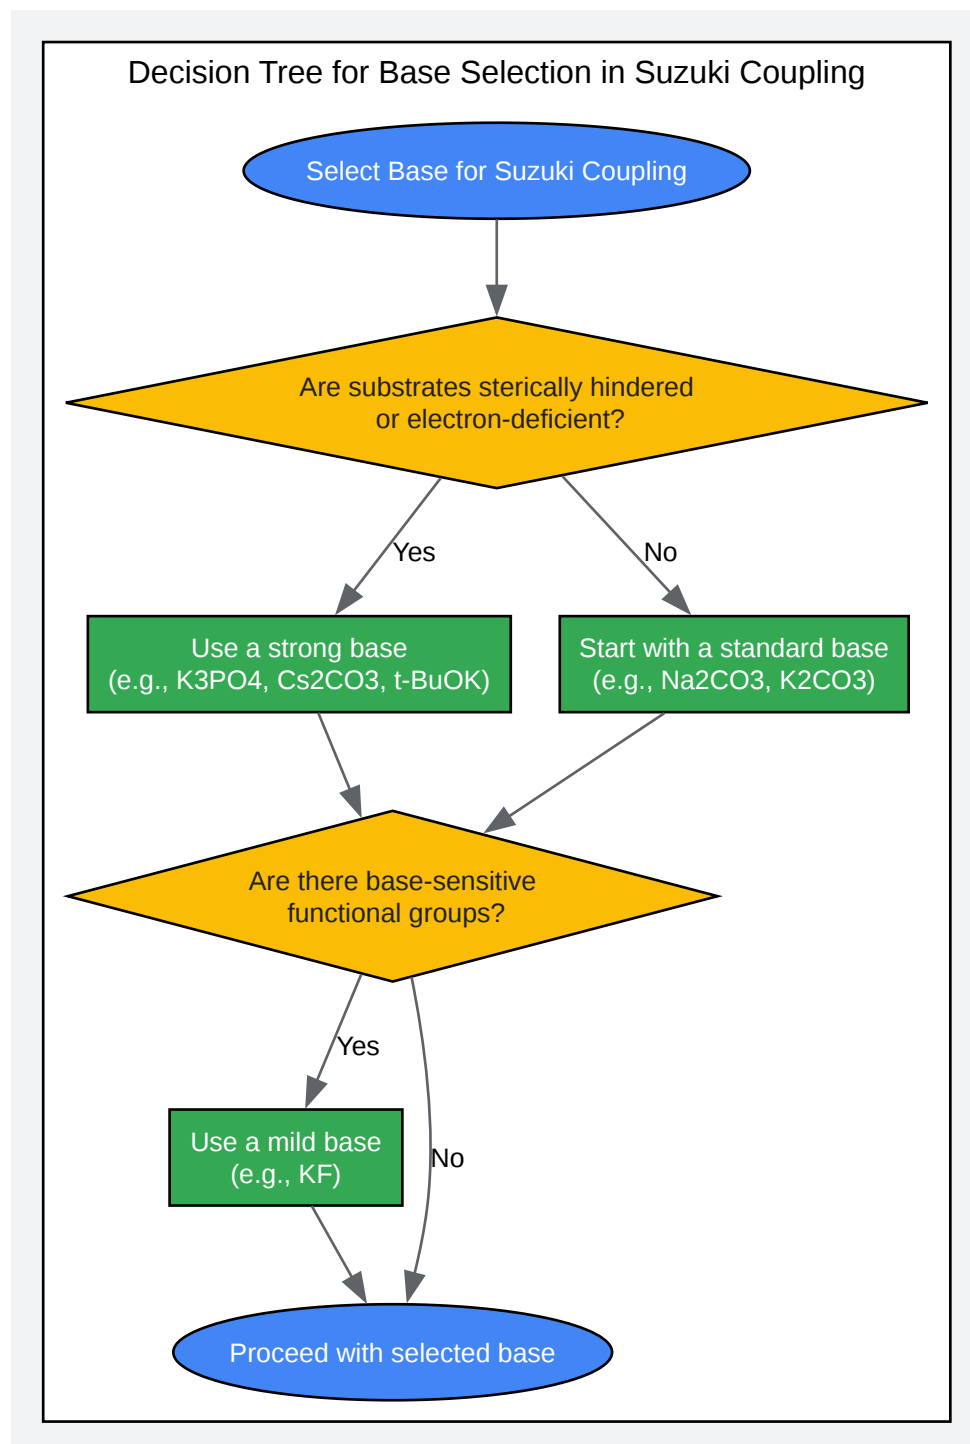 Decision Tree for Base Selection in Suzuki Coupling
Select Base for Suzuki Coupling
Are substrates sterically hindered
or electron-deficient?
Yes
No
Use a strong base
(e.g., K3PO4, Cs2CO3, t-BuOK)
Start with a standard base
(e.g., Na2CO3, K2CO3)
Are there base-sensitive
functional groups?
Yes
Use a mild base
(e.g., KF)
No
Proceed with selected base